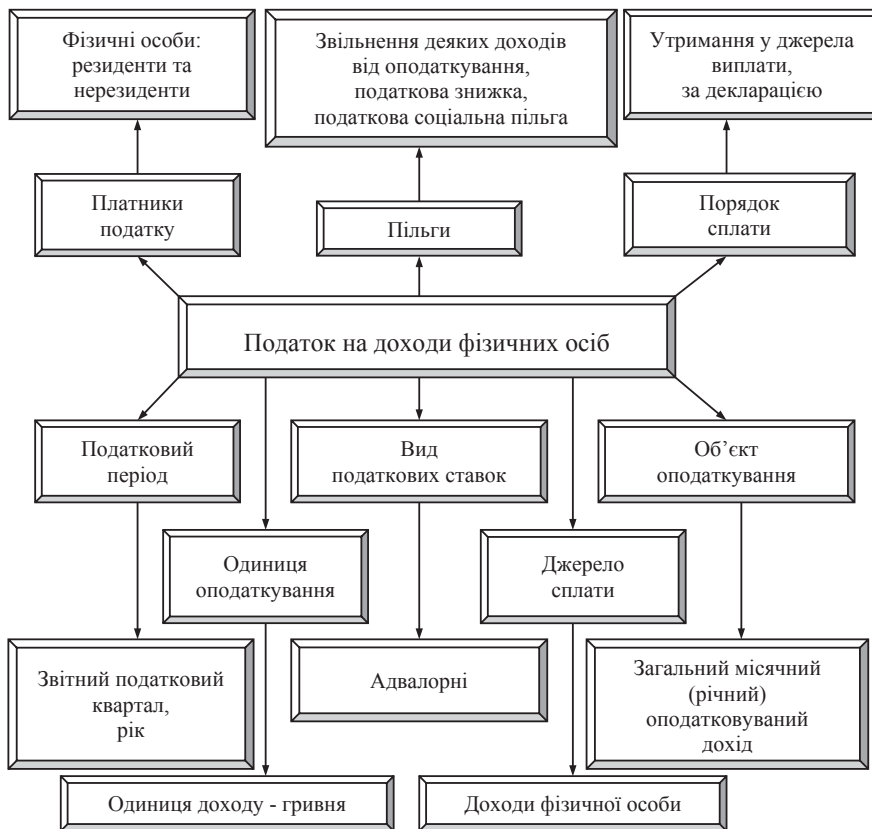 Фізичні особи:
резиденти та
нерезиденти
Звільнення деяких доходів
від оподаткування,
податкова знижка,
податкова соціальна пільга
Утримання у джерела
виплати,
за декларацією
Платники
податку
Пільги
Порядок
сплати
Податок на доходи фізичних осіб
Податковий
період
Вид
податкових ставок
Об’єкт
оподаткування
Одиниця
оподаткування
Джерело
сплати
Звітний податковий
квартал,
рік
Адвалорні
Загальний місячний
(річний)
оподатковуваний
дохід
Одиниця доходу - гривня
Доходи фізичної особи